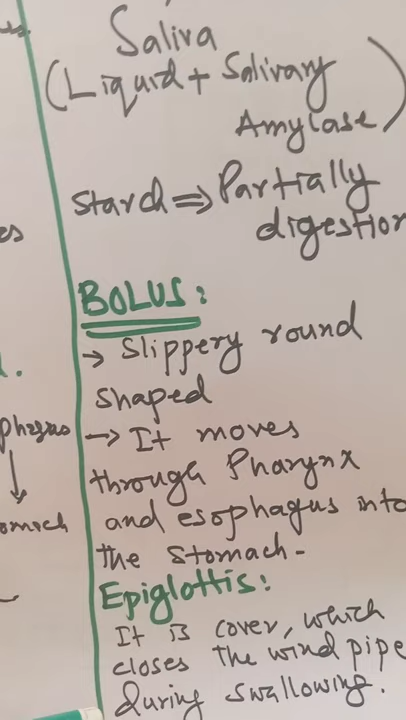 Saliva
(Liquid + Salivary
Amylase)
Starch ⇒ Partially
digestion
BOLUS:
→ Slippery round
shaped
→ It moves
through Pharynx
and esophagus into
the stomach-
Epiglottis:
It is cover, which
closes the wind pipe
during swallowing.